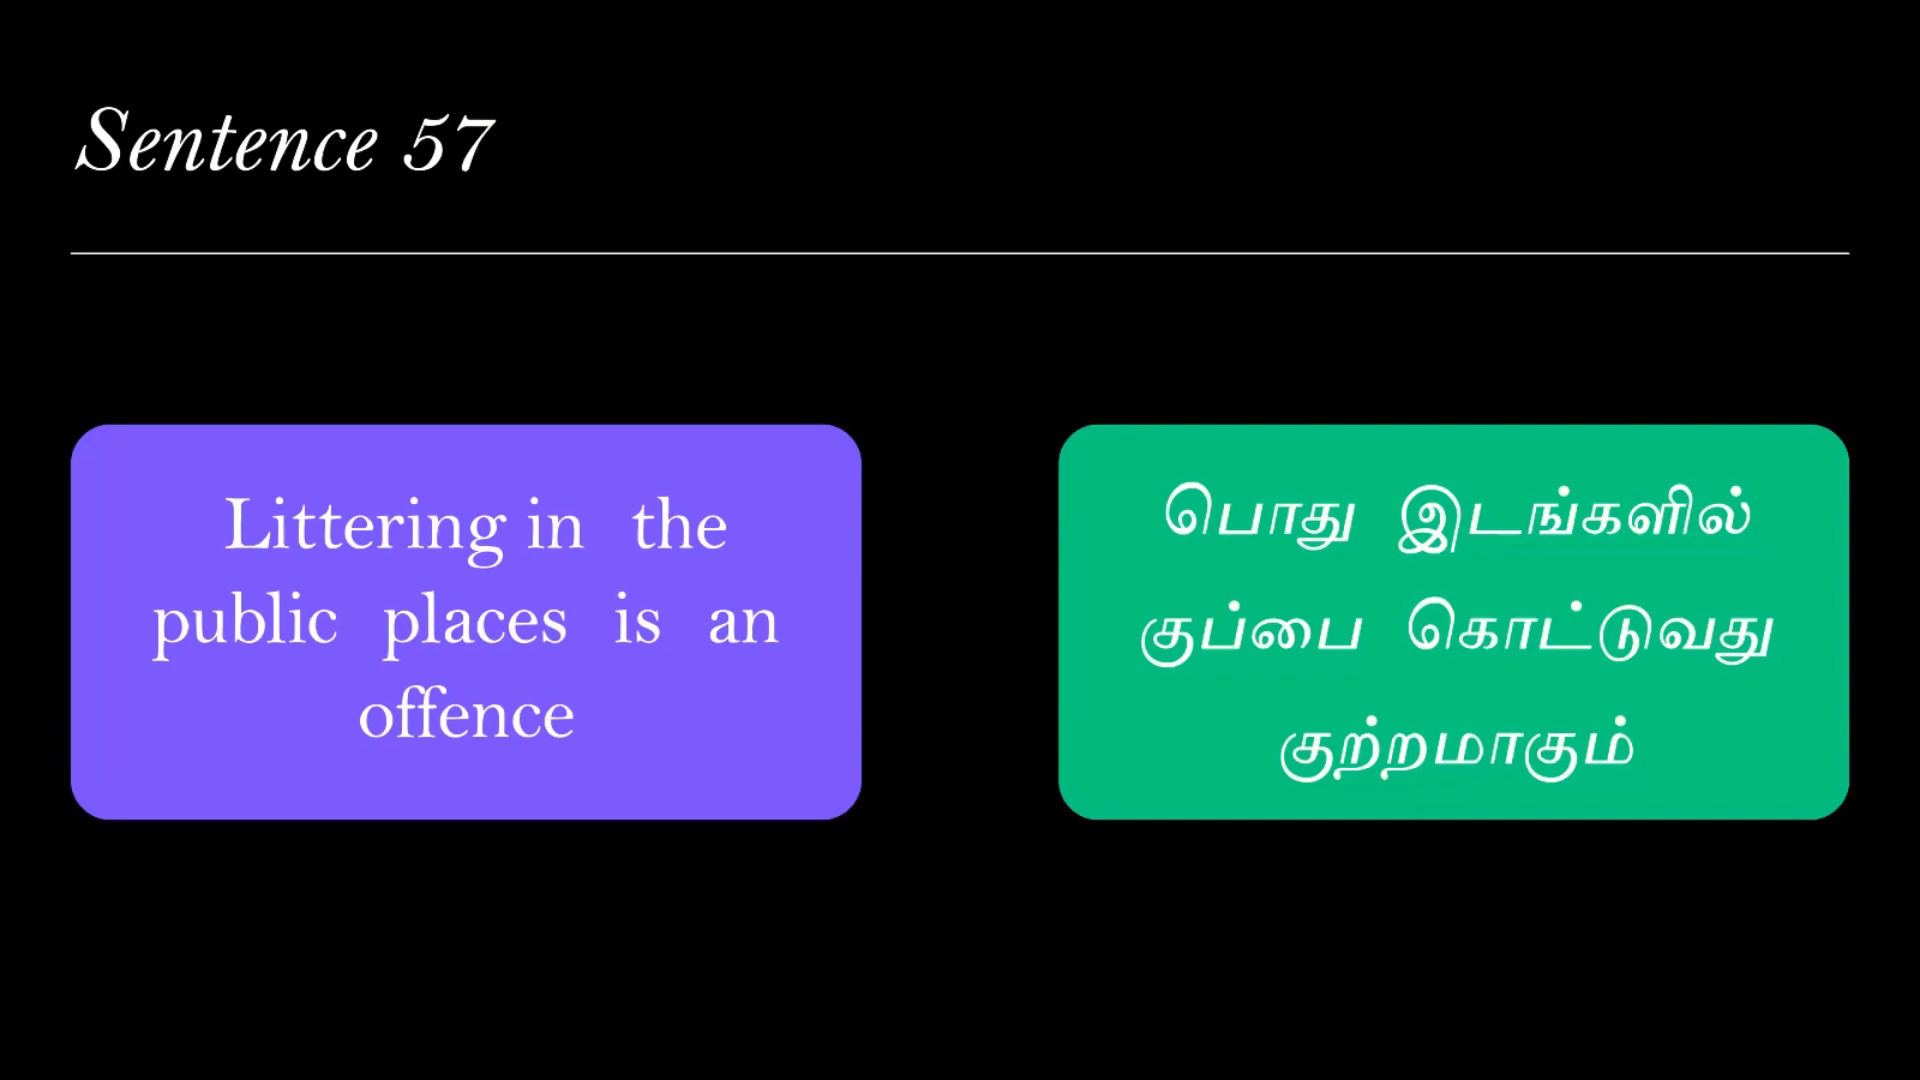 Sentence 57
Littering in the
public places is an
offence
பொது இடங்களில்
குப்பை கொட்டுவது
குற்றமாகும்